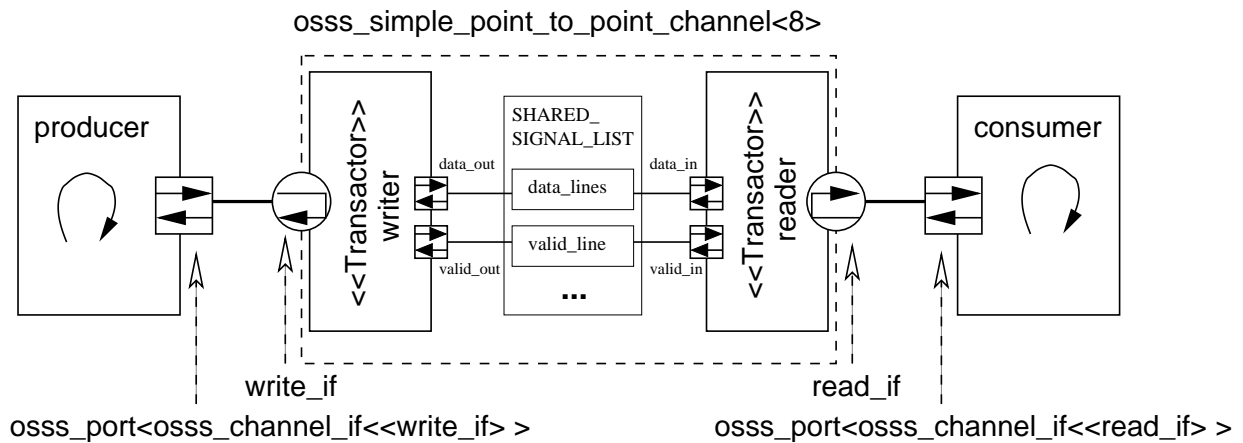 osss_simple_point_to_point_channel<8>
producer
<<Transactor>>
writer
data_out
valid_out
SHARED_
SIGNAL_LIST
data_lines
valid_line
...
data_in
valid_in
<<Transactor>>
reader
consumer
write_if
read_if
osss_port<osss_channel_if<<write_if> >
osss_port<osss_channel_if<<read_if> >